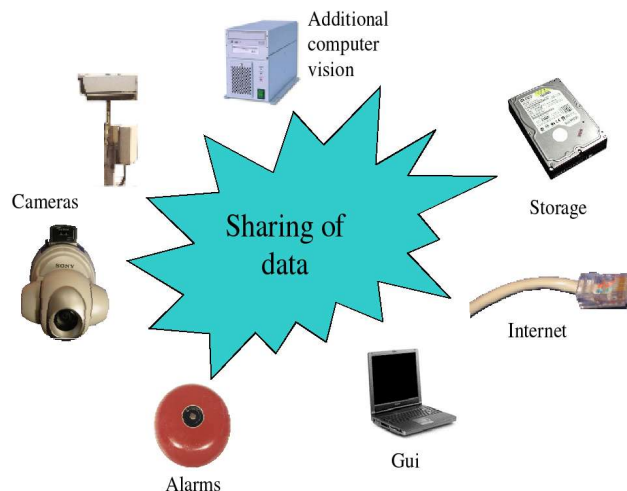 Additional
computer
vision
Cameras
Storage
Sharing of
data
SONY
Internet
Gui
Alarms